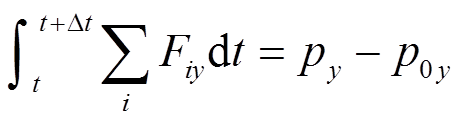 ∫_t^{t+Δt} ∑_i F_{iy} dt = p_y − p_{0y}